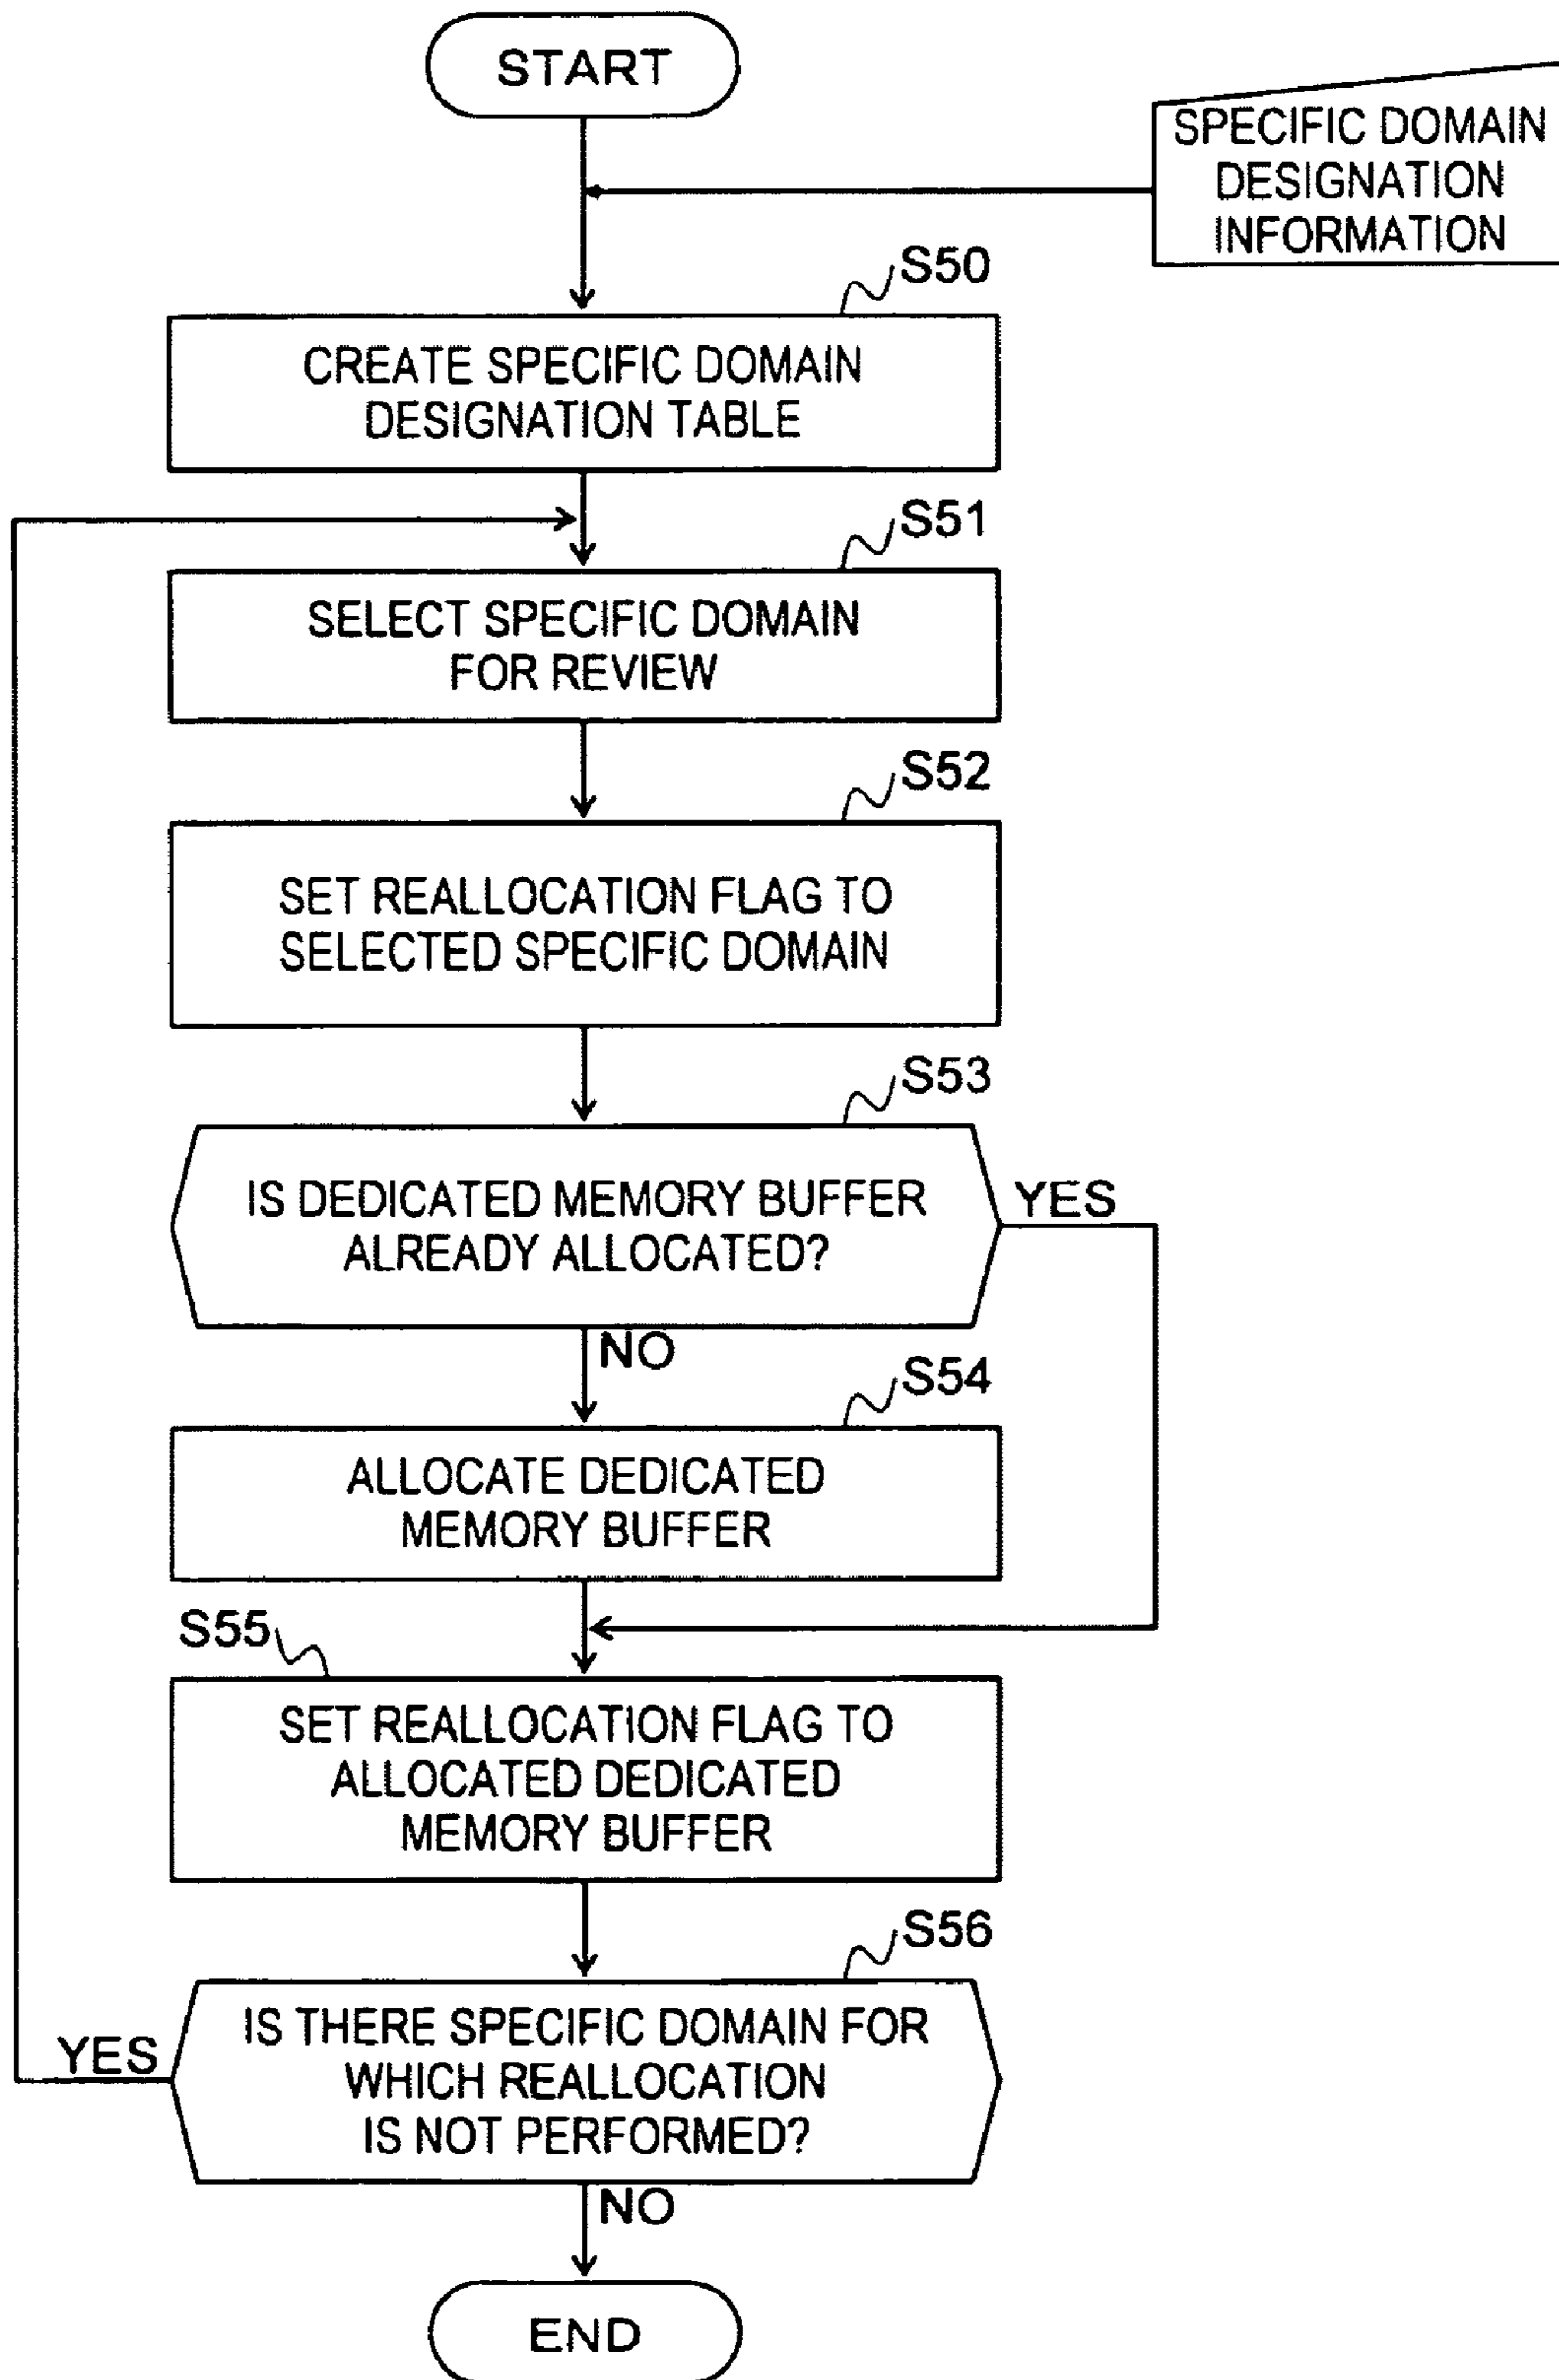 START
SPECIFIC DOMAIN
DESIGNATION
INFORMATION
S50
CREATE SPECIFIC DOMAIN
DESIGNATION TABLE
S51
SELECT SPECIFIC DOMAIN
FOR REVIEW
S52
SET REALLOCATION FLAG TO
SELECTED SPECIFIC DOMAIN
S53
IS DEDICATED MEMORY BUFFER
ALREADY ALLOCATED?
YES
NO
S54
ALLOCATE DEDICATED
MEMORY BUFFER
S55
SET REALLOCATION FLAG TO
ALLOCATED DEDICATED
MEMORY BUFFER
S56
IS THERE SPECIFIC DOMAIN FOR
WHICH REALLOCATION
IS NOT PERFORMED?
YES
NO
END